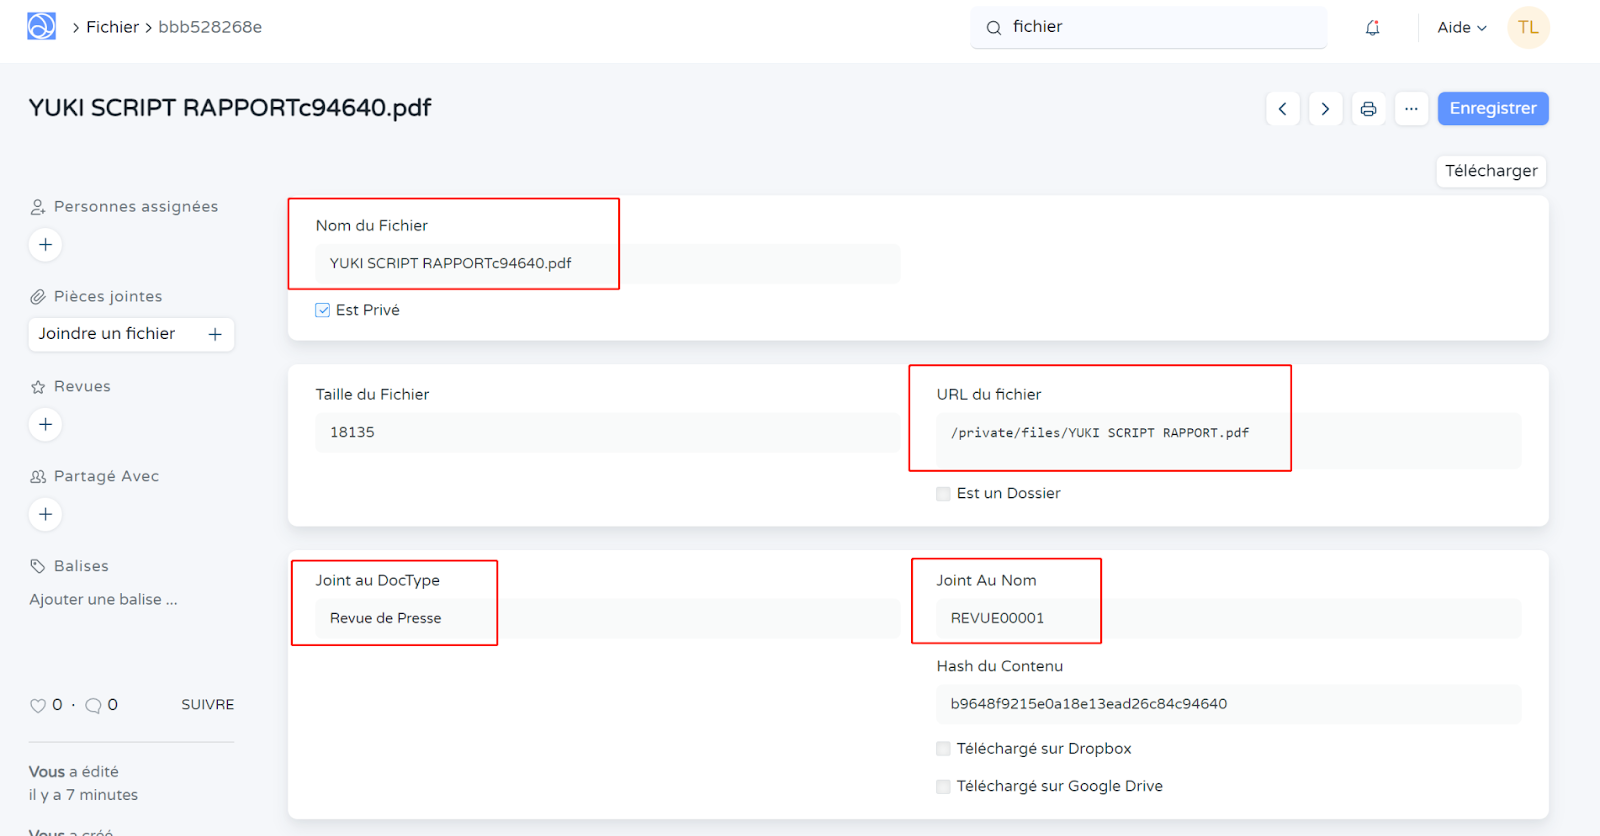 Fichier
bbb528268e
fichier
Aide
TL
YUKI SCRIPT RAPPORTc94640.pdf
Enregistrer
Télécharger
Personnes assignées
Pièces jointes
Joindre un fichier
Revues
Partagé Avec
Balises
Ajouter une balise ...
0 · 0 SUIVRE
Vous a édité
il y a 7 minutes
Vous a créé
Nom du Fichier
YUKI SCRIPT RAPPORTc94640.pdf
Est Privé
Taille du Fichier
18135
URL du fichier
/private/files/YUKI SCRIPT RAPPORT.pdf
Est un Dossier
Joint au DocType
Revue de Presse
Joint Au Nom
REVUE00001
Hash du Contenu
b9648f9215e0a18e13ead26c84c94640
Téléchargé sur Dropbox
Téléchargé sur Google Drive